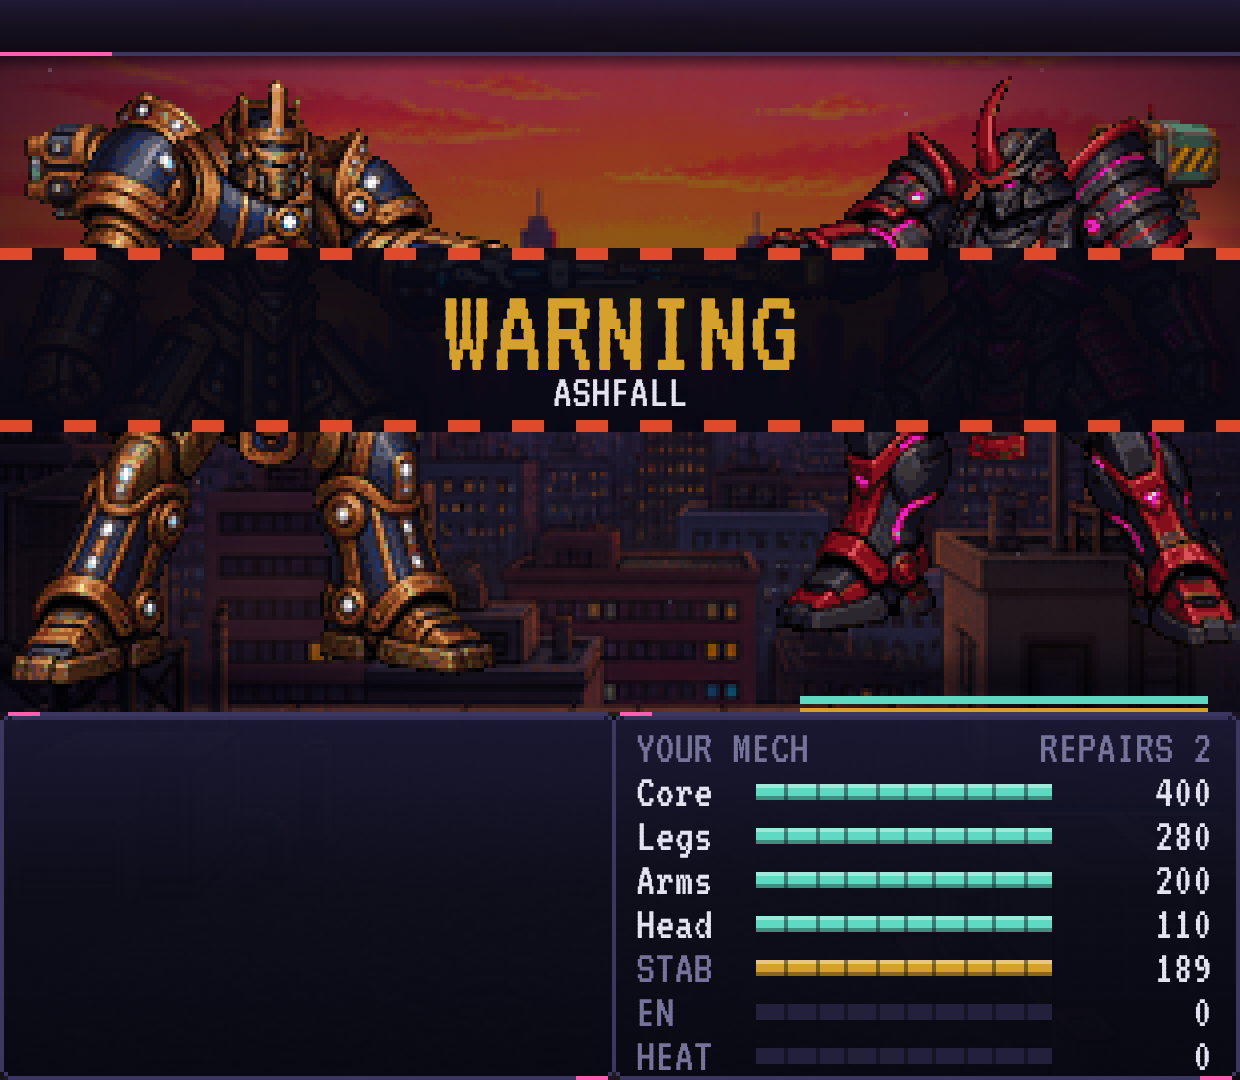 WARNING
ASHFALL
YOUR MECH REPAIRS 2
Core 400
Legs 280
Arms 200
Head 110
STAB 189
EN 0
HEAT 0